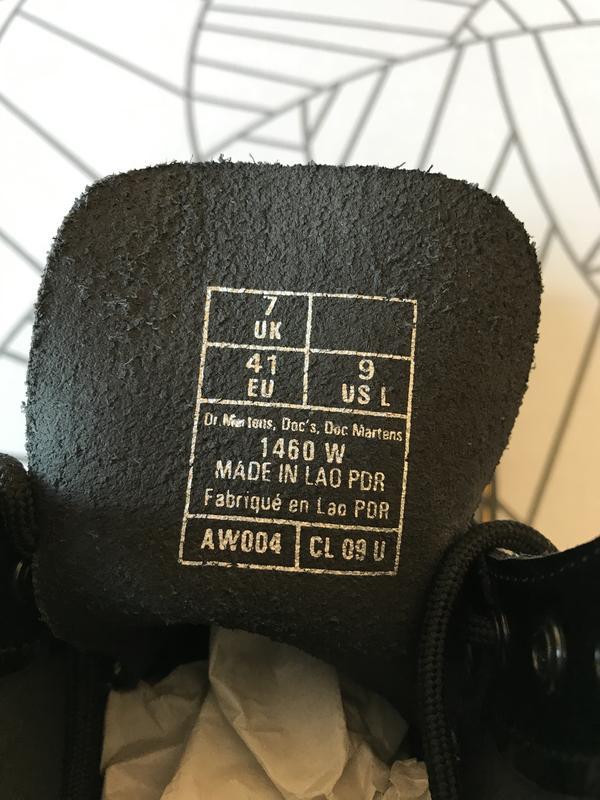 7
UK
41 9
EU US L
Dr.Martens, Doc's, Doc Martens
1460 W
MADE IN LAO PDR
Fabriqué en Lao PDR
AW004 CL 09 U